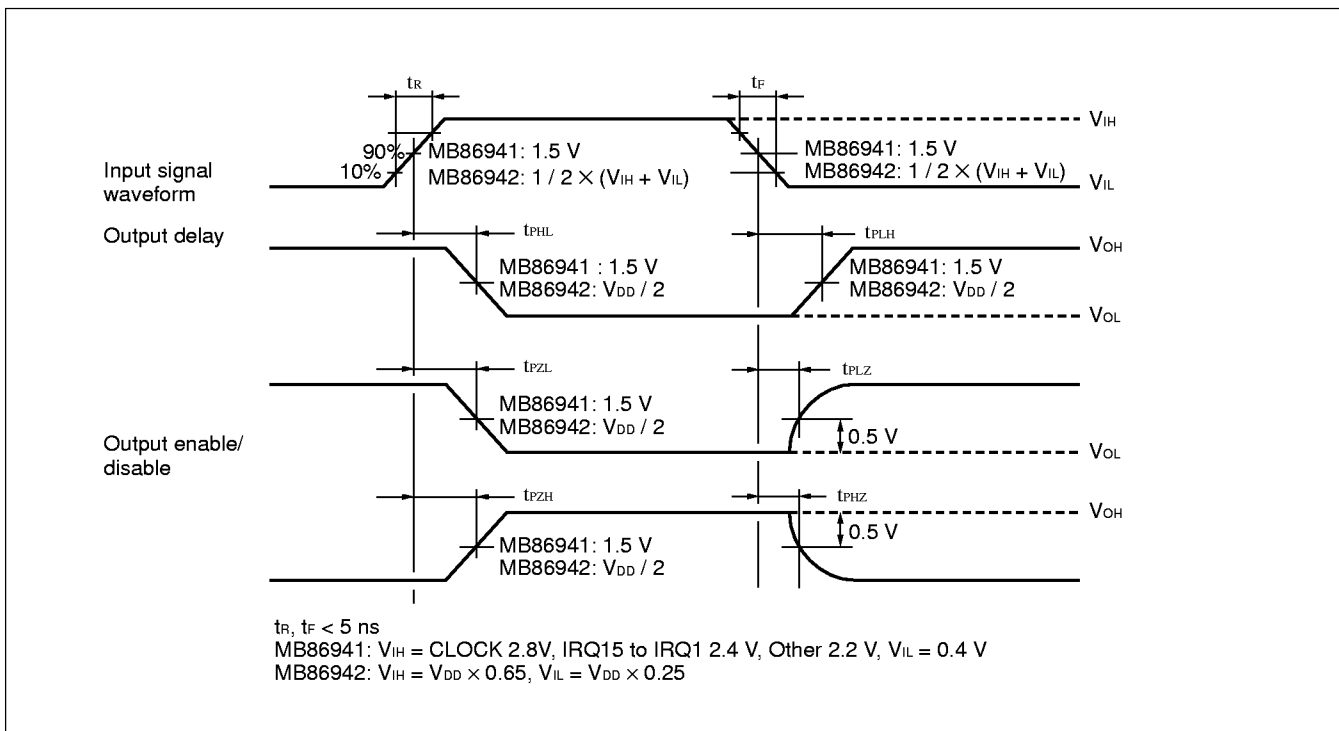 tR
tF
VIH
90%
MB86941: 1.5 V
MB86941: 1.5 V
10%
MB86942: 1 / 2 × (VIH + VIL)
MB86942: 1 / 2 × (VIH + VIL)
Input signal
waveform
VIL
Output delay
tPHL
tPLH
VOH
MB86941 : 1.5 V
MB86942: VDD / 2
MB86941: 1.5 V
MB86942: VDD / 2
VOL
tPZL
tPLZ
MB86941: 1.5 V
MB86942: VDD / 2
0.5 V
VOL
Output enable/
disable
tPZH
tPHZ
VOH
0.5 V
MB86941: 1.5 V
MB86942: VDD / 2
tR, tF < 5 ns
MB86941: VIH = CLOCK 2.8V, IRQ15 to IRQ1 2.4 V, Other 2.2 V, VIL = 0.4 V
MB86942: VIH = VDD × 0.65, VIL = VDD × 0.25